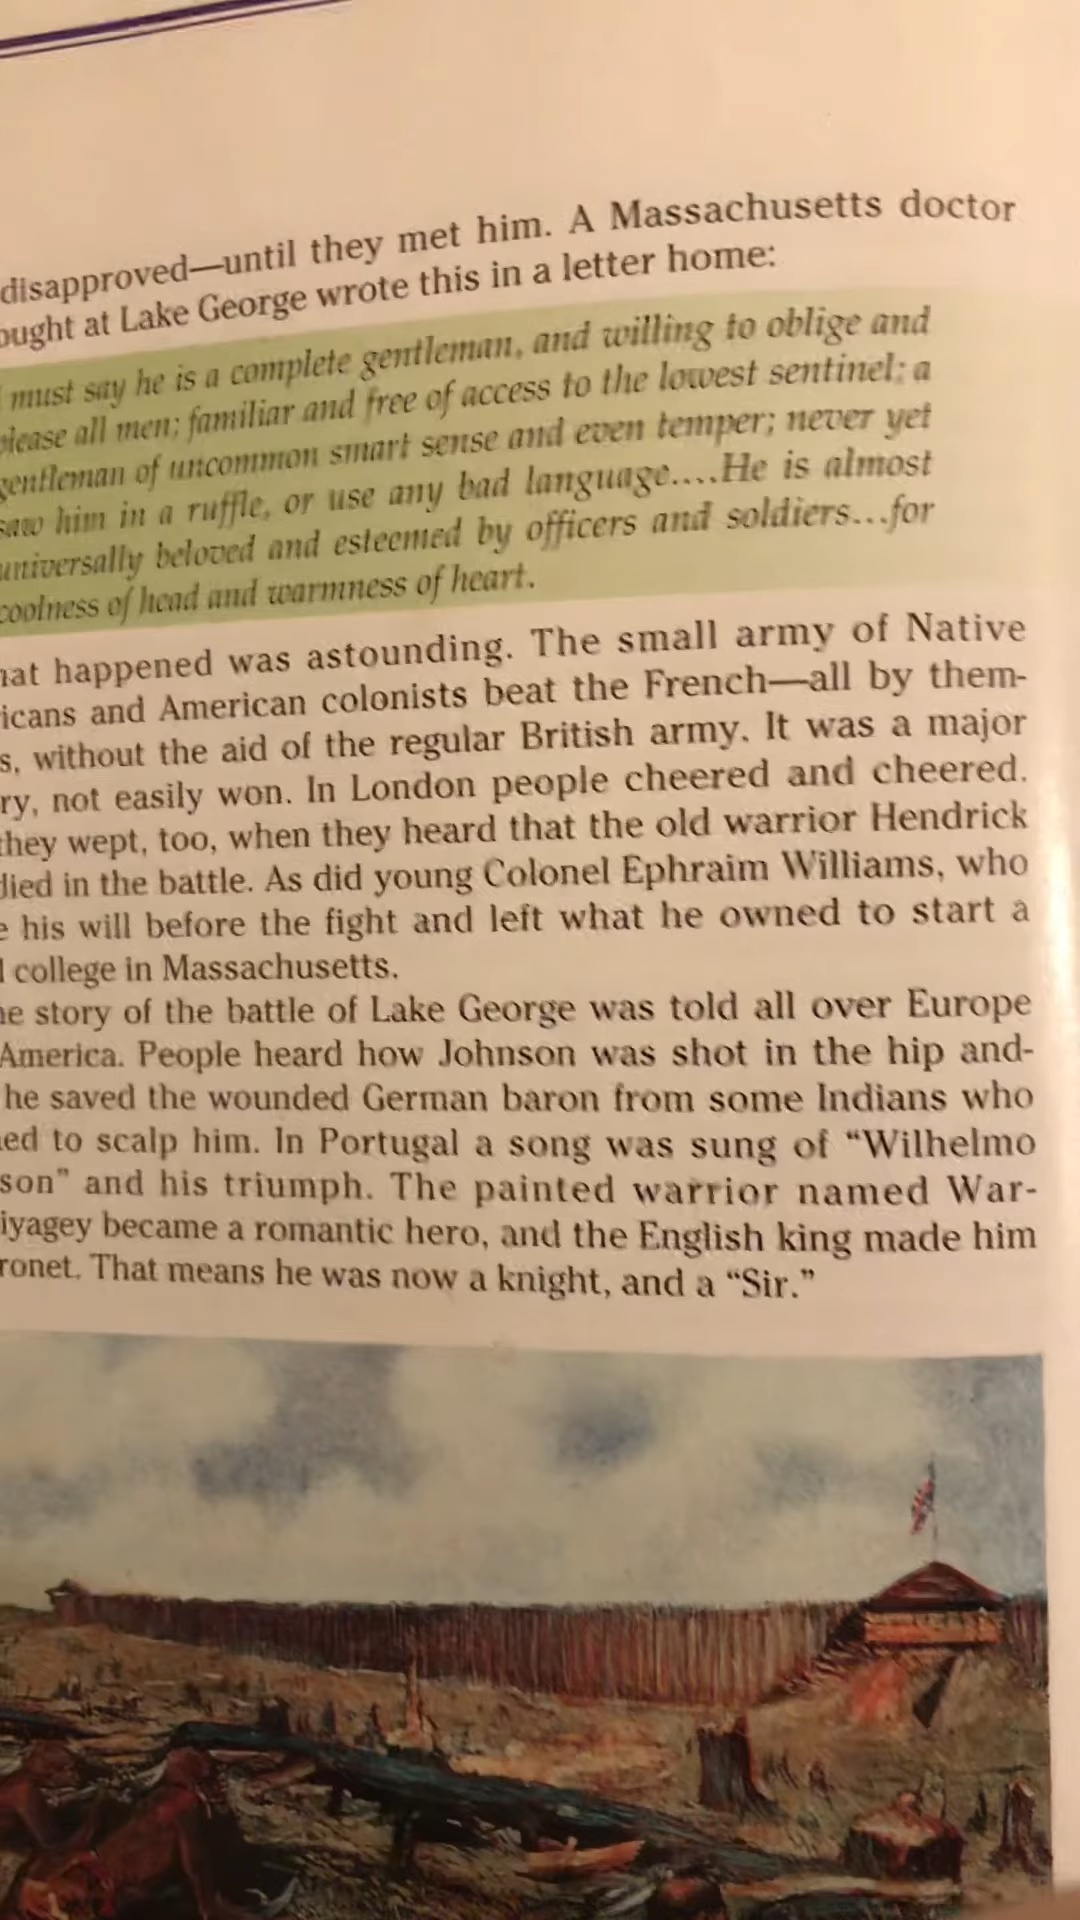 disapproved—until they met him. A Massachusetts doctor
ought at Lake George wrote this in a letter home:
I must say he is a complete gentleman, and willing to oblige and
please all men; familiar and free of access to the lowest sentinel; a
gentleman of uncommon smart sense and even temper; never yet
saw him in a ruffle, or use any bad language....He is almost
universally beloved and esteemed by officers and soldiers...for
coolness of head and warmness of heart.
hat happened was astounding. The small army of Native
icans and American colonists beat the French—all by them-
s, without the aid of the regular British army. It was a major
ry, not easily won. In London people cheered and cheered.
they wept, too, when they heard that the old warrior Hendrick
died in the battle. As did young Colonel Ephraim Williams, who
e his will before the fight and left what he owned to start a
l college in Massachusetts.
he story of the battle of Lake George was told all over Europe
America. People heard how Johnson was shot in the hip and-
he saved the wounded German baron from some Indians who
ned to scalp him. In Portugal a song was sung of “Wilhelmo
son” and his triumph. The painted warrior named War-
iyagey became a romantic hero, and the English king made him
ronet. That means he was now a knight, and a “Sir.”